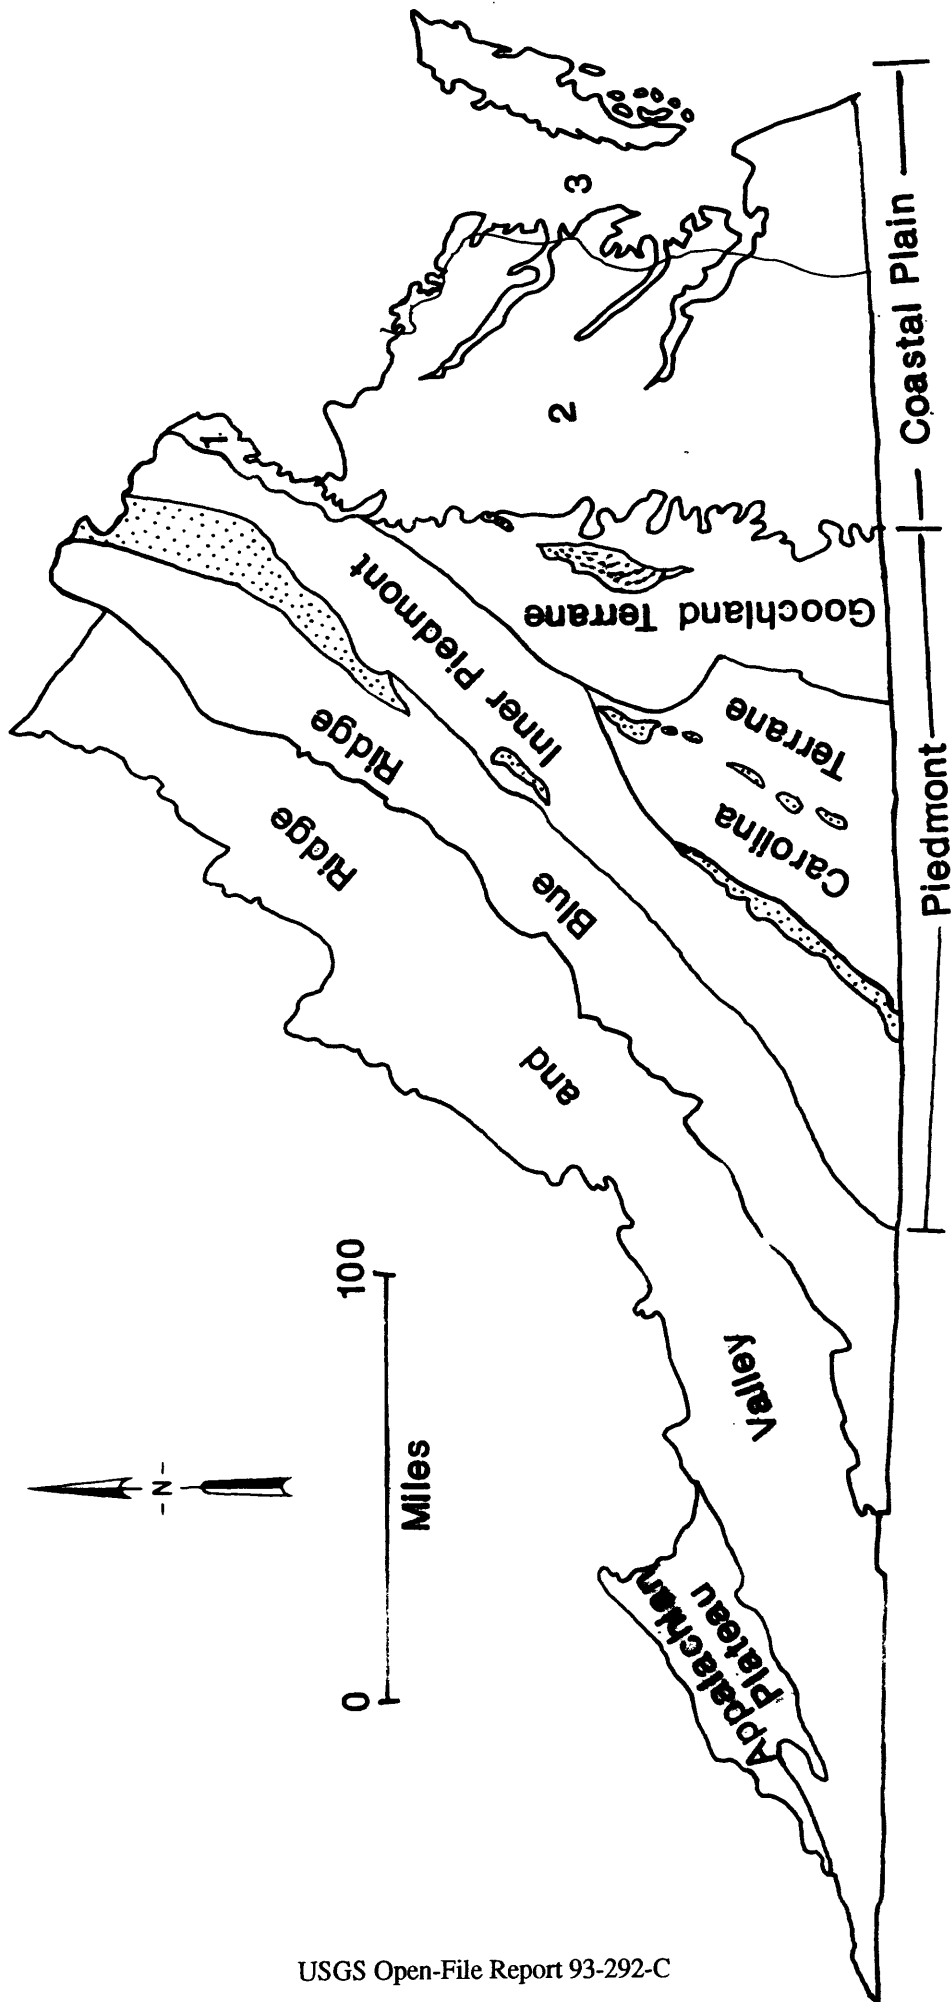 -N-
0 100
Miles
Appalachian
Plateau
Valley
and
Ridge
Blue
Ridge
Inner Piedmont
Carolina
Terrane
Goochland Terrane
1
2
3
Piedmont
Coastal Plain
USGS Open-File Report 93-292-C